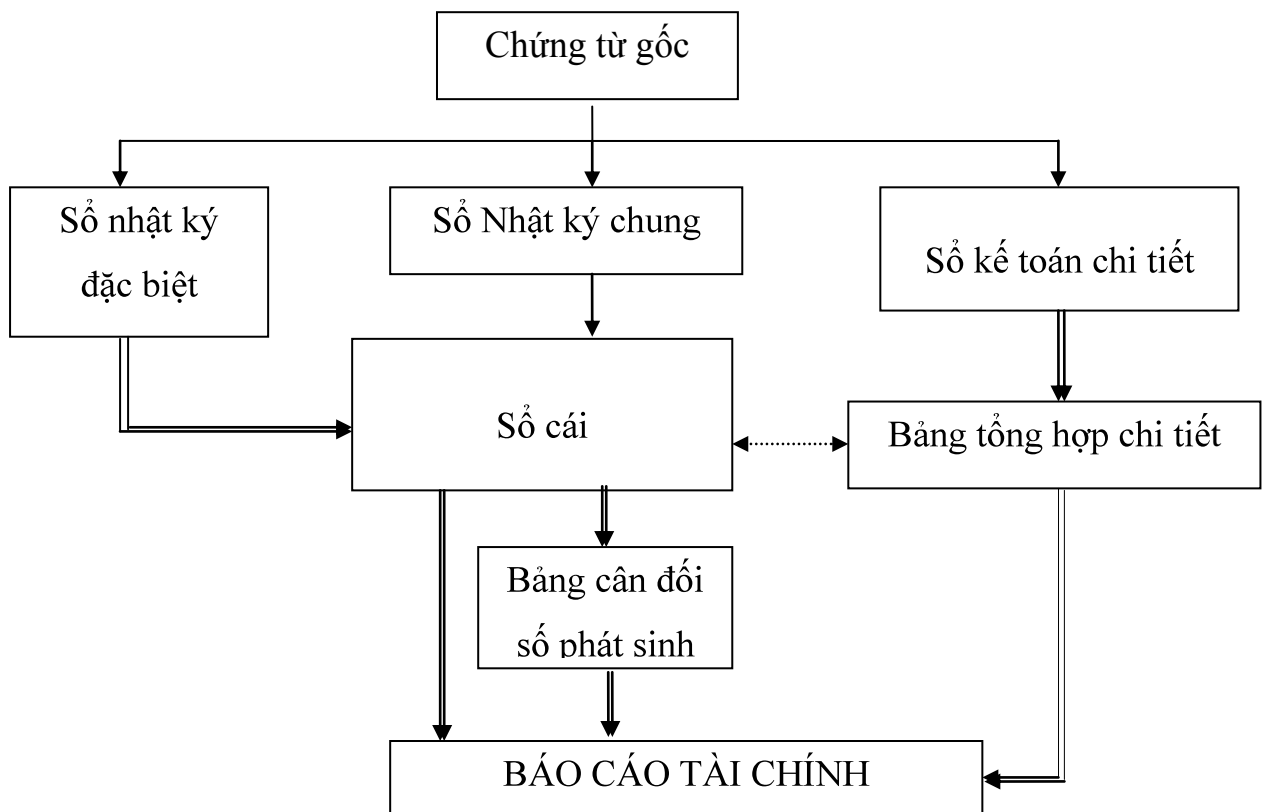 Chứng từ gốc
Sổ nhật ký
đặc biệt
Sổ Nhật ký chung
Sổ kế toán chi tiết
Sổ cái
Bảng tổng hợp chi tiết
Bảng cân đối
số phát sinh
BÁO CÁO TÀI CHÍNH